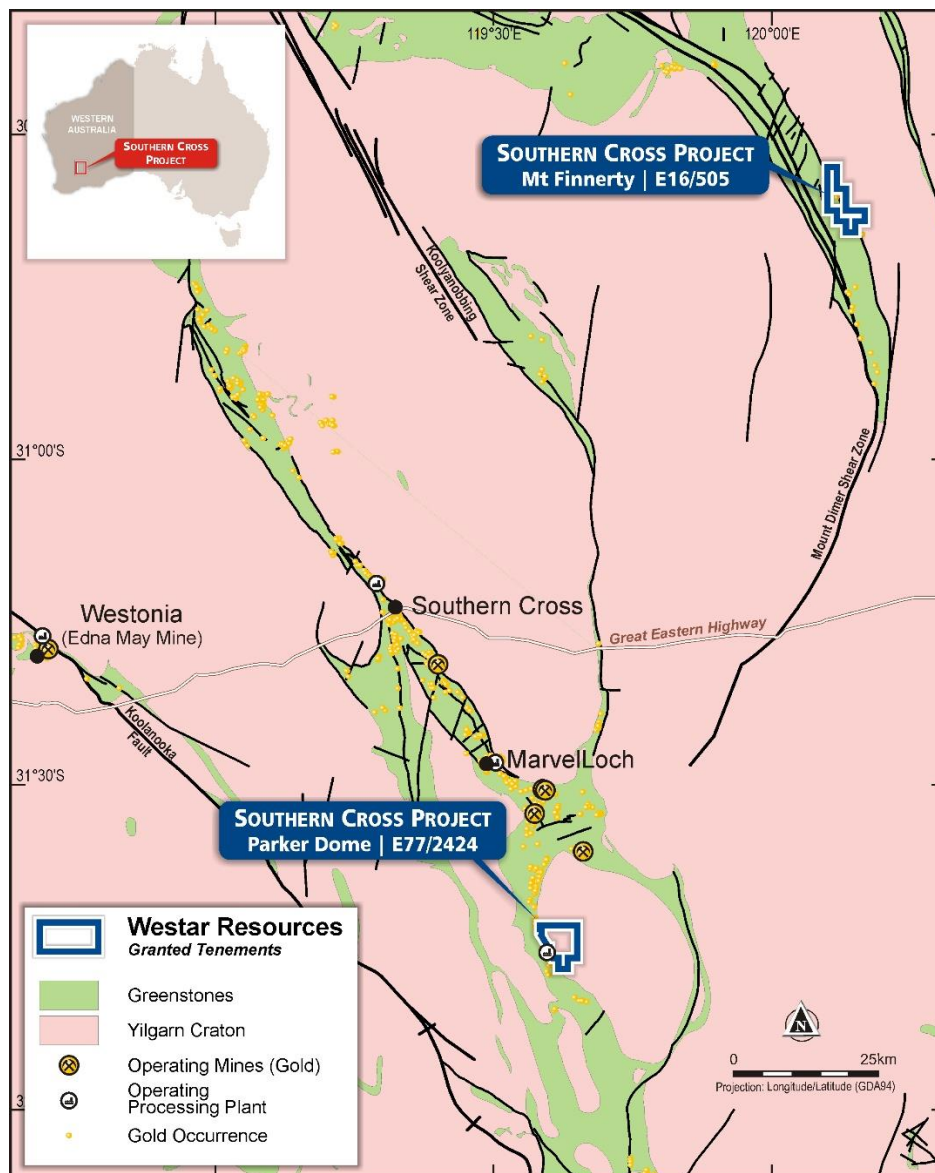 119°30'E
120°00'E
WESTERN
AUSTRALIA
SOUTHERN CROSS
PROJECT
30
SOUTHERN CROSS PROJECT
Mt Finnerty | E16/505
Koolyanobbing
Shear Zone
31°00'S
Mount Dimer Shear Zone
Westonia
(Edna May Mine)
Southern Cross
Great Eastern Highway
Koolanooka
Fault
MarvelLoch
31°30'S
SOUTHERN CROSS PROJECT
Parker Dome | E77/2424
Westar Resources
Granted Tenements
Greenstones
Yilgarn Craton
Operating Mines (Gold)
Operating
Processing Plant
Gold Occurrence
N
0 25km
Projection: Longitude/Latitude (GDA94)